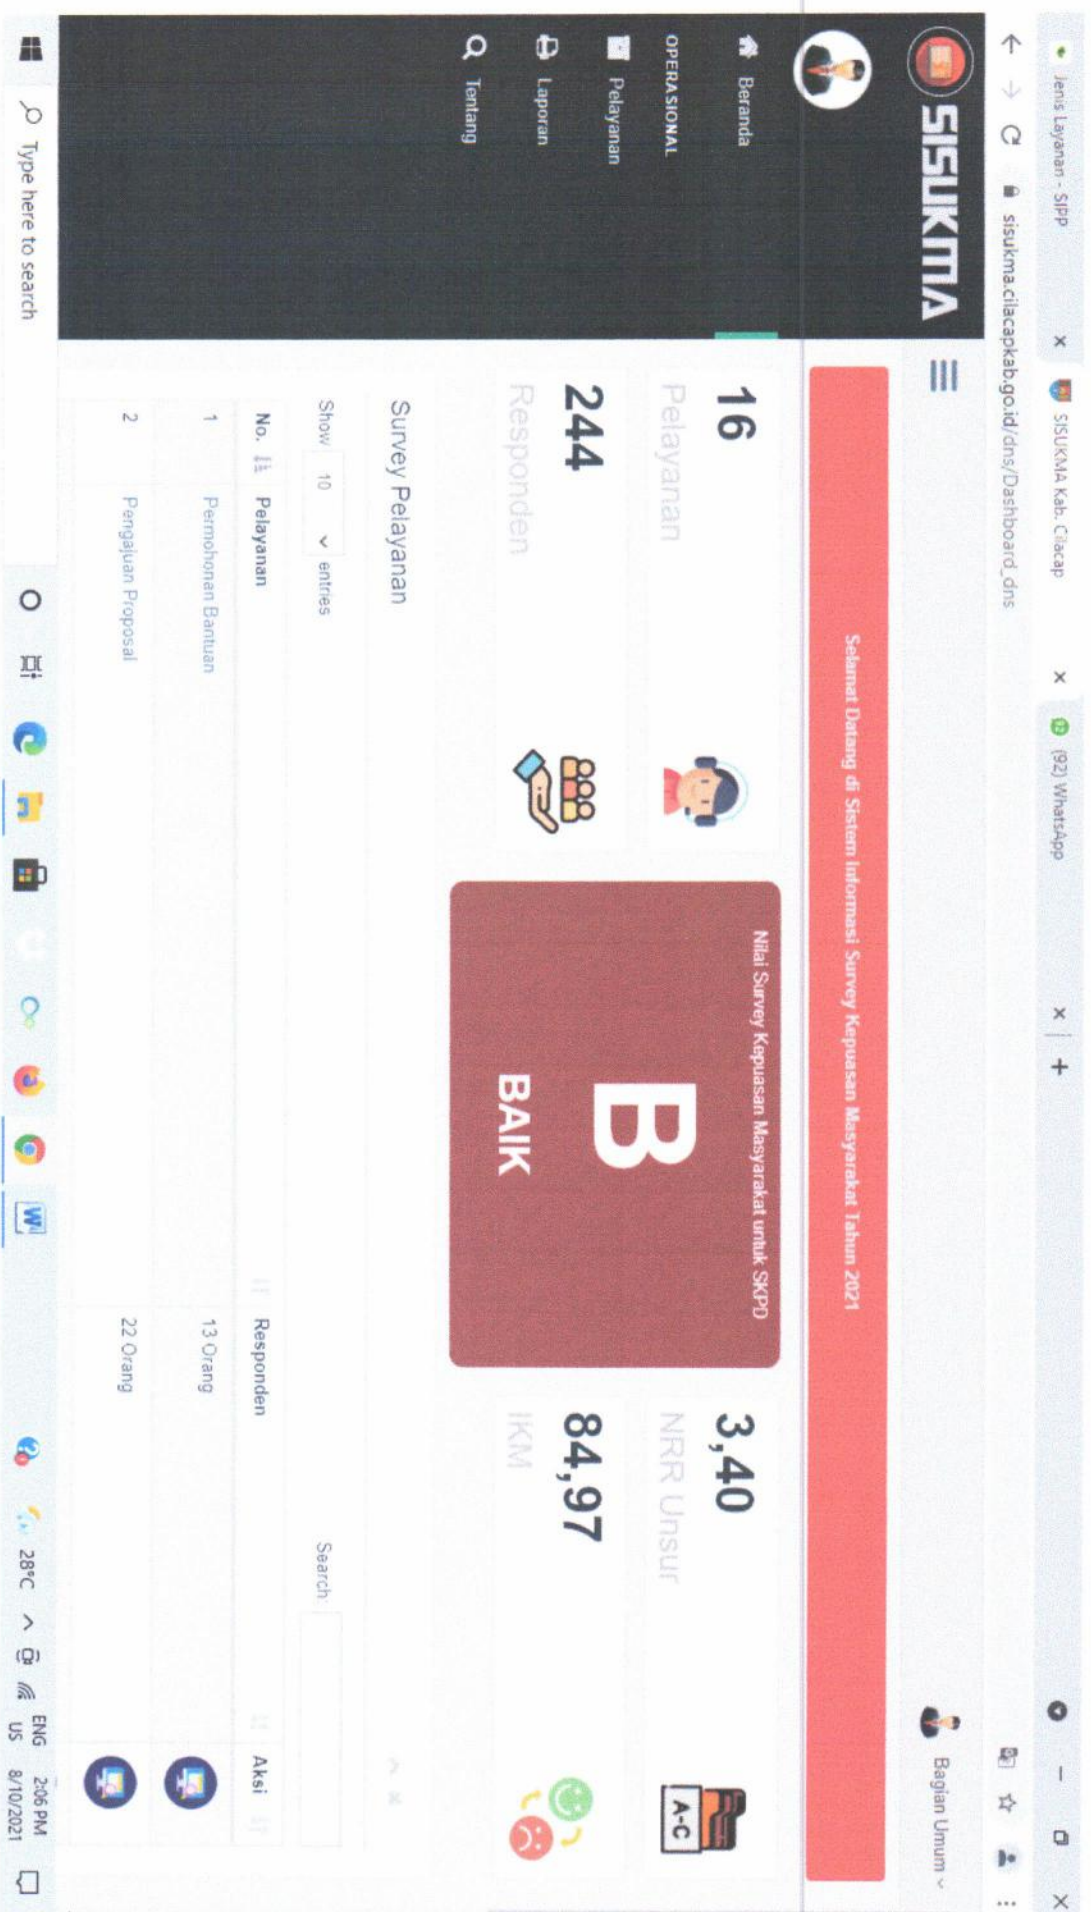 Jenis Layanan - SIPP
SISUKMA Kab. Cilacap
(92) WhatsApp
sisukma.cilacapkab.go.id/dns/Dashboard_dns
SISUKMA
Bagian Umum
Selamat Datang di Sistem Informasi Survey Kepuasan Masyarakat Tahun 2021
Beranda
OPERASIONAL
Pelayanan
Laporan
Tentang
16
Pelayanan
244
Responden
Nilai Survey Kepuasan Masyarakat untuk SKPD
B
BAIK
3,40
NRR Unsur
A-C
84,97
IKM
Survey Pelayanan
Show 10 entries
Search:
No. Pelayanan Responden Aksi
1 Permohonan Bantuan 13 Orang
2 Pengajuan Proposal 22 Orang
Type here to search
28°C
ENG
US
2:06 PM
8/10/2021